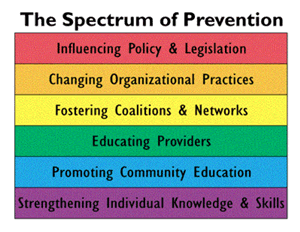 The Spectrum of Prevention
Influencing Policy & Legislation
Changing Organizational Practices
Fostering Coalitions & Networks
Educating Providers
Promoting Community Education
Strengthening Individual Knowledge & Skills